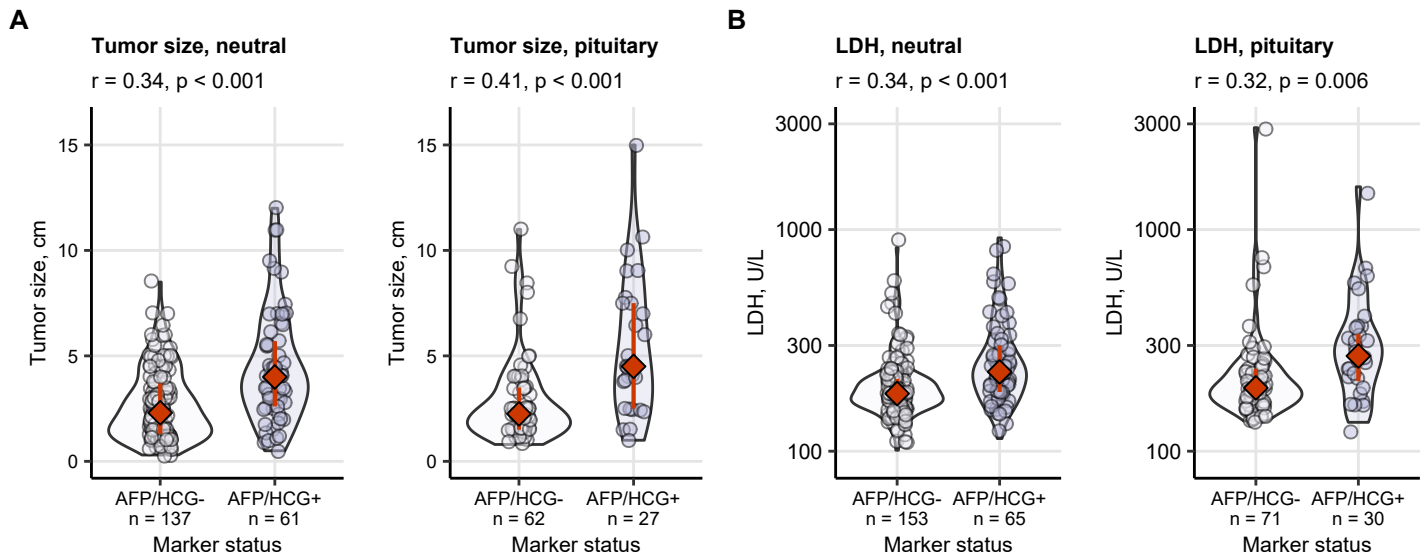 A
Tumor size, neutral
r = 0.34, p < 0.001
Tumor size, cm
15
10
5
0
AFP/HCG-
n = 137
AFP/HCG+
n = 61
Marker status
Tumor size, pituitary
r = 0.41, p < 0.001
Tumor size, cm
15
10
5
0
AFP/HCG-
n = 62
AFP/HCG+
n = 27
Marker status
B
LDH, neutral
r = 0.34, p < 0.001
LDH, U/L
3000
1000
300
100
AFP/HCG-
n = 153
AFP/HCG+
n = 65
Marker status
LDH, pituitary
r = 0.32, p = 0.006
LDH, U/L
3000
1000
300
100
AFP/HCG-
n = 71
AFP/HCG+
n = 30
Marker status